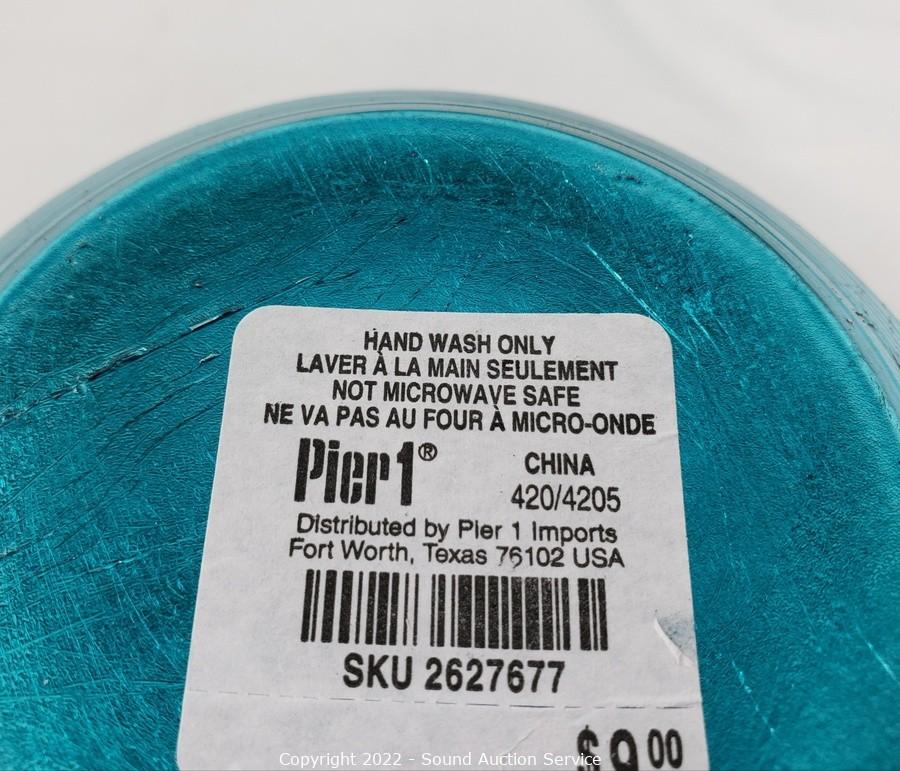 HAND WASH ONLY
LAVER À LA MAIN SEULEMENT
NOT MICROWAVE SAFE
NE VA PAS AU FOUR À MICRO-ONDE
Pier1®
CHINA
420/4205
Distributed by Pier 1 Imports
Fort Worth, Texas 76102 USA
SKU 2627677
$9.00
Copyright 2022 - Sound Auction Service